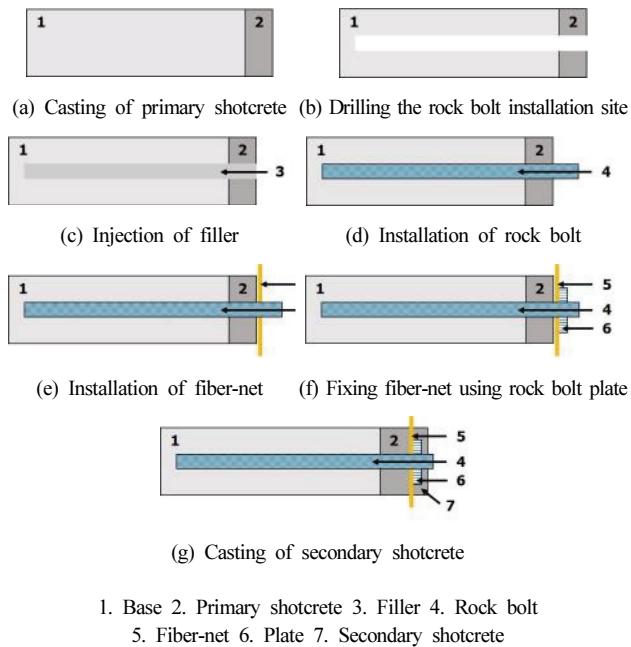 1 2
1 2
(a) Casting of primary shotcrete (b) Drilling the rock bolt installation site
1 2 3
1 2 4
(c) Injection of filler (d) Installation of rock bolt
1 2
1 2 5
4
6
(e) Installation of fiber-net (f) Fixing fiber-net using rock bolt plate
1 2 5
4
6
7
(g) Casting of secondary shotcrete
1. Base 2. Primary shotcrete 3. Filler 4. Rock bolt
5. Fiber-net 6. Plate 7. Secondary shotcrete